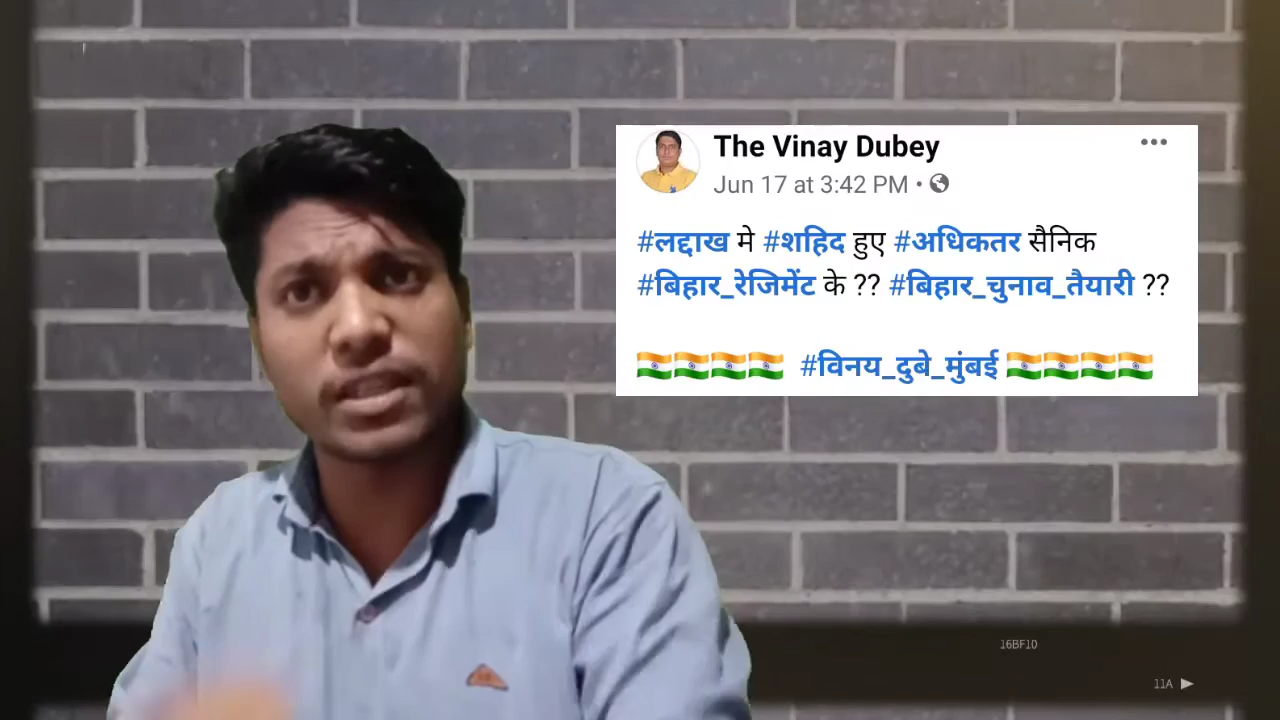 The Vinay Dubey
Jun 17 at 3:42 PM •
#लद्दाख मे #शहिद हुए #अधिकतर सैनिक
#बिहार_रेजिमेंट के ?? #बिहार_चुनाव_तैयारी ??
#विनय_दुबे_मुंबई
16BF10
11A